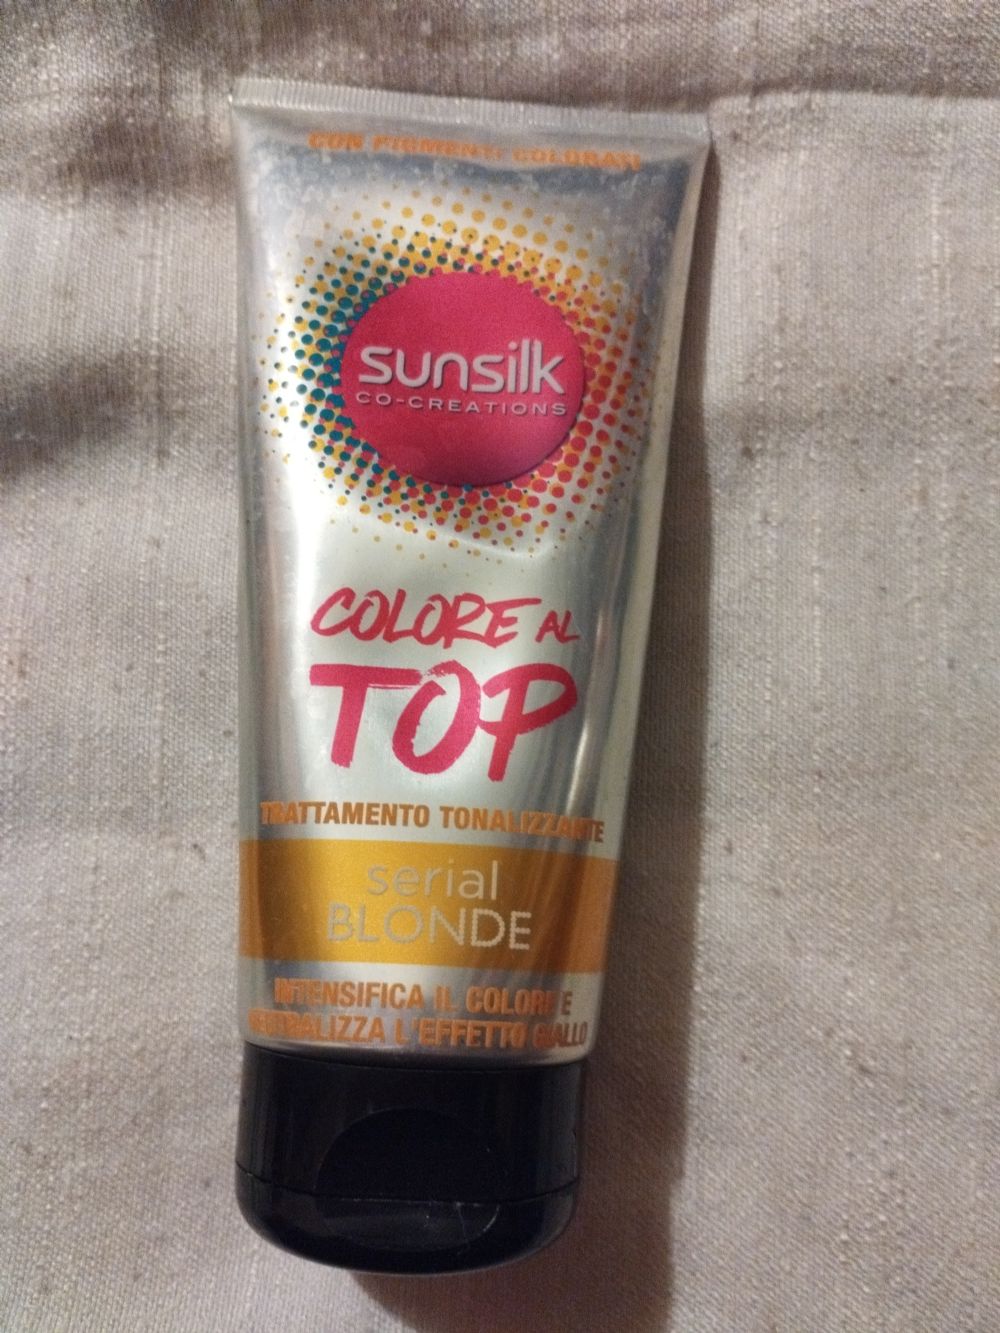 CON PIGMENTI COLORATI
sunsilk
CO-CREATIONS
COLORE AL
TOP
TRATTAMENTO TONALIZZANTE
serial
BLONDE
INTENSIFICA IL COLORE E
NEUTRALIZZA L'EFFETTO GIALLO